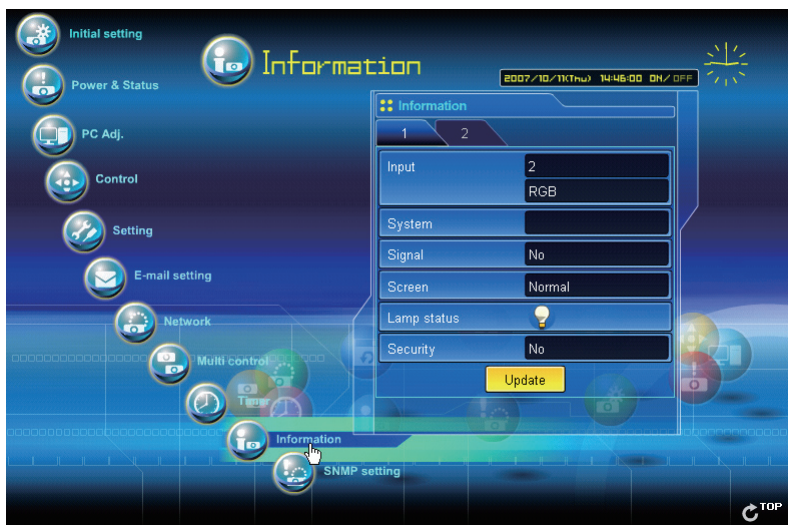 Initial setting
Power & Status
PC Adj.
Control
Setting
E-mail setting
Network
Multi control
Timer
Information
SNMP setting
Information
2007/10/11(Thu) 14:46:00 ON/OFF
Information
1 2
Input 2
RGB
System
Signal No
Screen Normal
Lamp status
Security No
Update
TOP